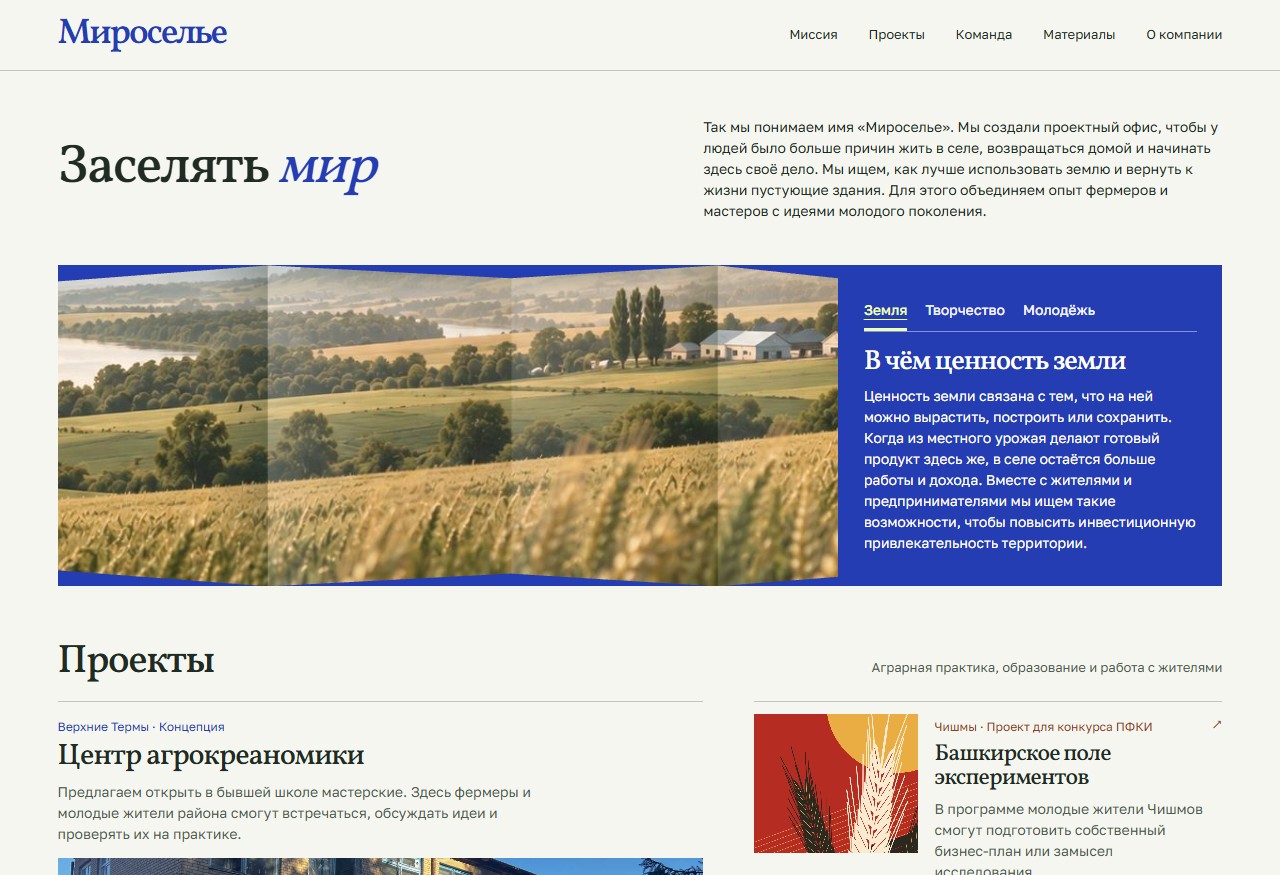 Мироселье
Миссия Проекты Команда Материалы О компании
Заселять мир
Так мы понимаем имя «Мироселье». Мы создали проектный офис, чтобы у
людей было больше причин жить в селе, возвращаться домой и начинать
здесь своё дело. Мы ищем, как лучше использовать землю и вернуть к
жизни пустующие здания. Для этого объединяем опыт фермеров и
мастеров с идеями молодого поколения.
Земля Творчество Молодёжь
В чём ценность земли
Ценность земли связана с тем, что на ней
можно вырастить, построить или сохранить.
Когда из местного урожая делают готовый
продукт здесь же, в селе остаётся больше
работы и дохода. Вместе с жителями и
предпринимателями мы ищем такие
возможности, чтобы повысить инвестиционную
привлекательность территории.
Проекты
Аграрная практика, образование и работа с жителями
Верхние Термы · Концепция
Центр агрокреаномики
Предлагаем открыть в бывшей школе мастерские. Здесь фермеры и
молодые жители района смогут встречаться, обсуждать идеи и
проверять их на практике.
Чишмы · Проект для конкурса ПФКИ ↗
Башкирское поле
экспериментов
В программе молодые жители Чишмов
смогут подготовить собственный
бизнес-план или замысел
исследования